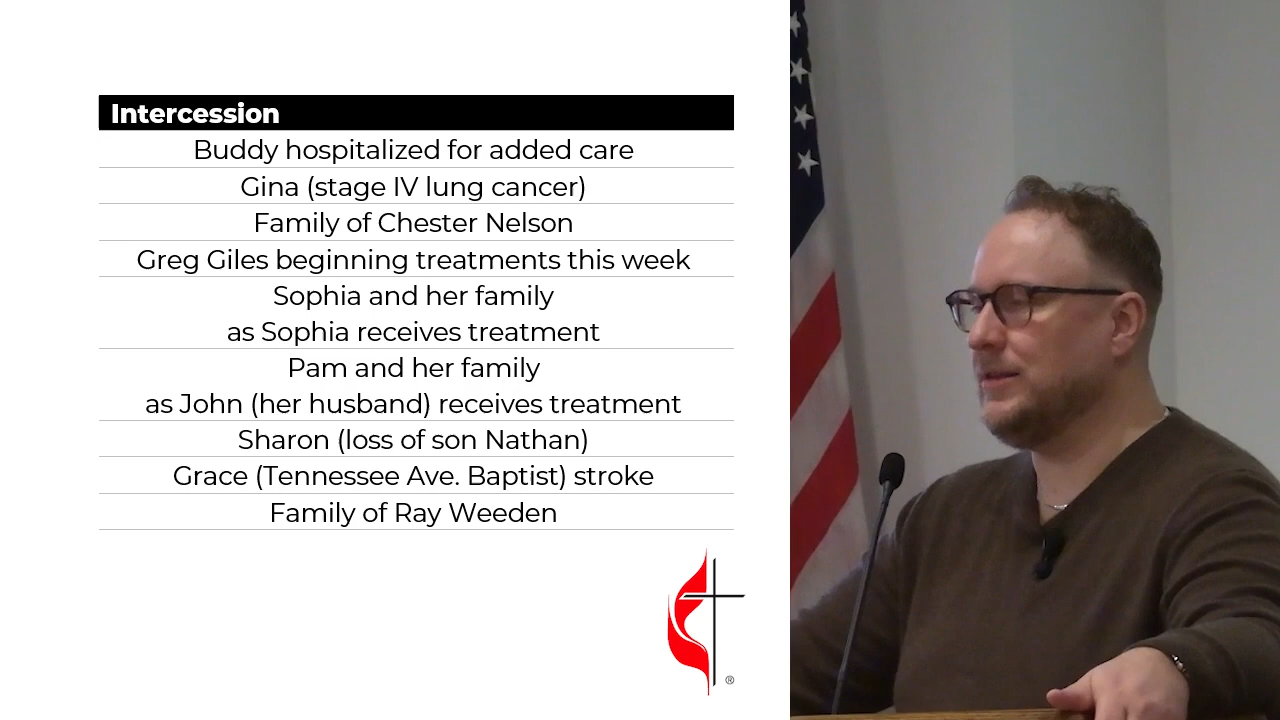 Intercession
Buddy hospitalized for added care
Gina (stage IV lung cancer)
Family of Chester Nelson
Greg Giles beginning treatments this week
Sophia and her family
as Sophia receives treatment
Pam and her family
as John (her husband) receives treatment
Sharon (loss of son Nathan)
Grace (Tennessee Ave. Baptist) stroke
Family of Ray Weeden
®